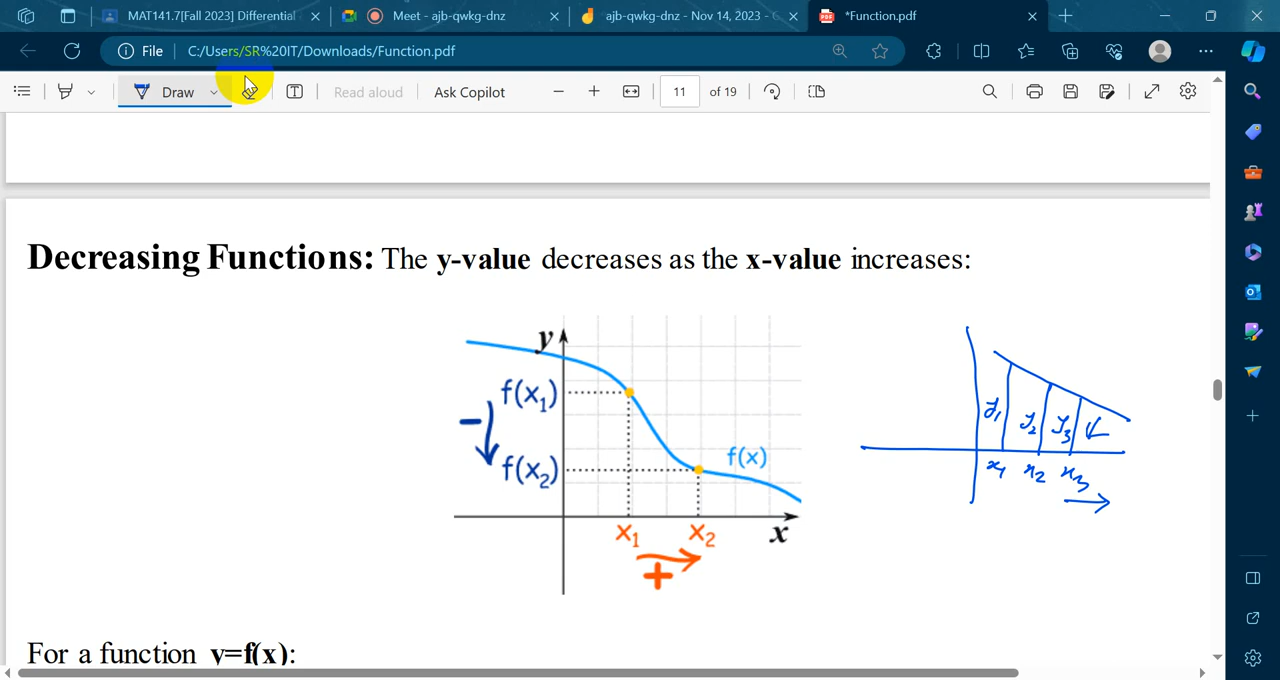 MAT141.7[Fall 2023] Differential
Meet - ajb-qwkg-dnz
ajb-qwkg-dnz - Nov 14, 2023 - G
*Function.pdf
File
C:/Users/SR%20IT/Downloads/Function.pdf
Draw
Read aloud
Ask Copilot
11
of 19
Decreasing Functions: The y-value decreases as the x-value increases:
y
f(x₁)
f(x₂)
f(x)
x₁
x₂
x
−
+
y₁ y₂ y₃
x₁ x₂ x₃
For a function y=f(x):